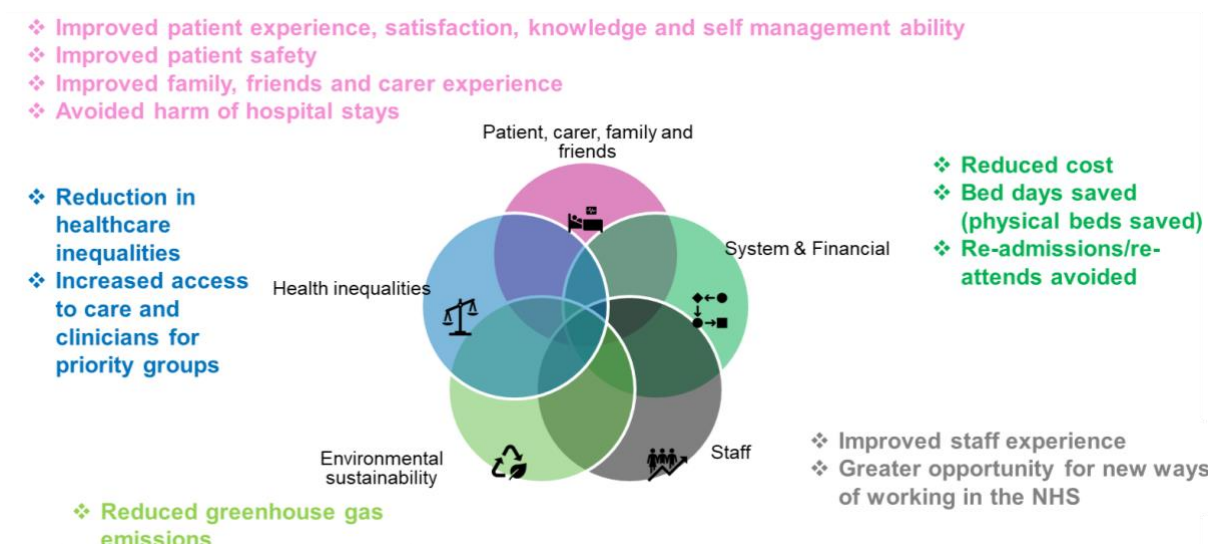 ❖ Improved patient experience, satisfaction, knowledge and self management ability
❖ Improved patient safety
❖ Improved family, friends and carer experience
❖ Avoided harm of hospital stays
Patient, carer, family and
friends
❖ Reduced cost
❖ Bed days saved
(physical beds saved)
❖ Re-admissions/re-
attends avoided
System & Financial
❖ Reduction in
healthcare
inequalities
❖ Increased access
to care and
clinicians for
priority groups
Health inequalities
Staff
❖ Improved staff experience
❖ Greater opportunity for new ways
of working in the NHS
Environmental
sustainability
❖ Reduced greenhouse gas
emissions